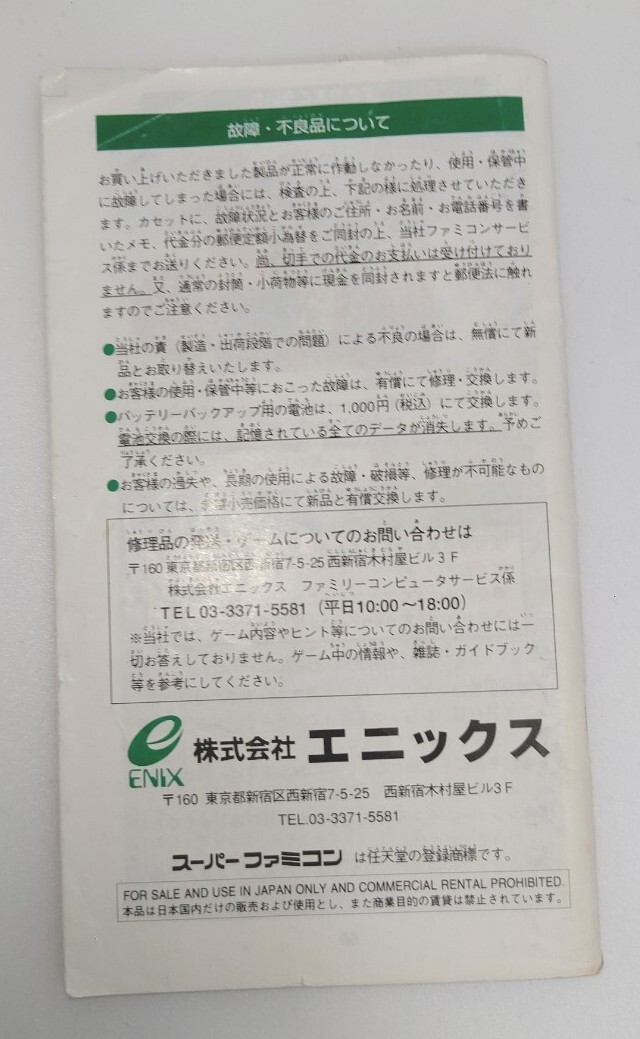 故障・不良品について
お買い上げいただきました製品が正常に作動しなかったり、使用・保管中
に故障してしまった場合には、検査の上、下記の様に処理させていただき
ます。カセットに、故障状況とお客様のご住所・お名前・お電話番号を書
いたメモ、代金分の郵便定額小為替をご同封の上、当社ファミコンサービ
ス係までお送りください。尚、切手での代金のお支払いは受け付けており
ません。又、通常の封筒・小荷物等に現金を同封されますと郵便法に触れ
ますのでご注意ください。
●当社の責（製造・出荷段階での問題）による不良の場合は、無償にて新
品とお取り替えいたします。
●お客様の使用・保管中等におこった故障は、有償にて修理・交換します。
●バッテリーバックアップ用の電池は、1,000円（税込）にて交換します。
電池交換の際には、記憶されている全てのデータが消失します。予めご
了承ください。
●お客様の過失や、長期の使用による故障・破損等、修理が不可能なもの
については、希望小売価格にて新品と有償交換します。
修理品の発送・ゲームについてのお問い合わせは
〒160 東京都新宿区西新宿7-5-25 西新宿木村屋ビル3F
株式会社エニックス ファミリーコンピュータサービス係
TEL 03-3371-5581（平日10:00〜18:00）
※当社では、ゲーム内容やヒント等についてのお問い合わせには一
切お答えしておりません。ゲーム中の情報や、雑誌・ガイドブック
等を参考にしてください。
ENIX 株式会社 エニックス
〒160 東京都新宿区西新宿7-5-25 西新宿木村屋ビル3F
TEL.03-3371-5581
スーパーファミコン は任天堂の登録商標です。
FOR SALE AND USE IN JAPAN ONLY AND COMMERCIAL RENTAL PROHIBITED.
本品は日本国内だけの販売および使用とし、また商業目的の賃貸は禁止されています。